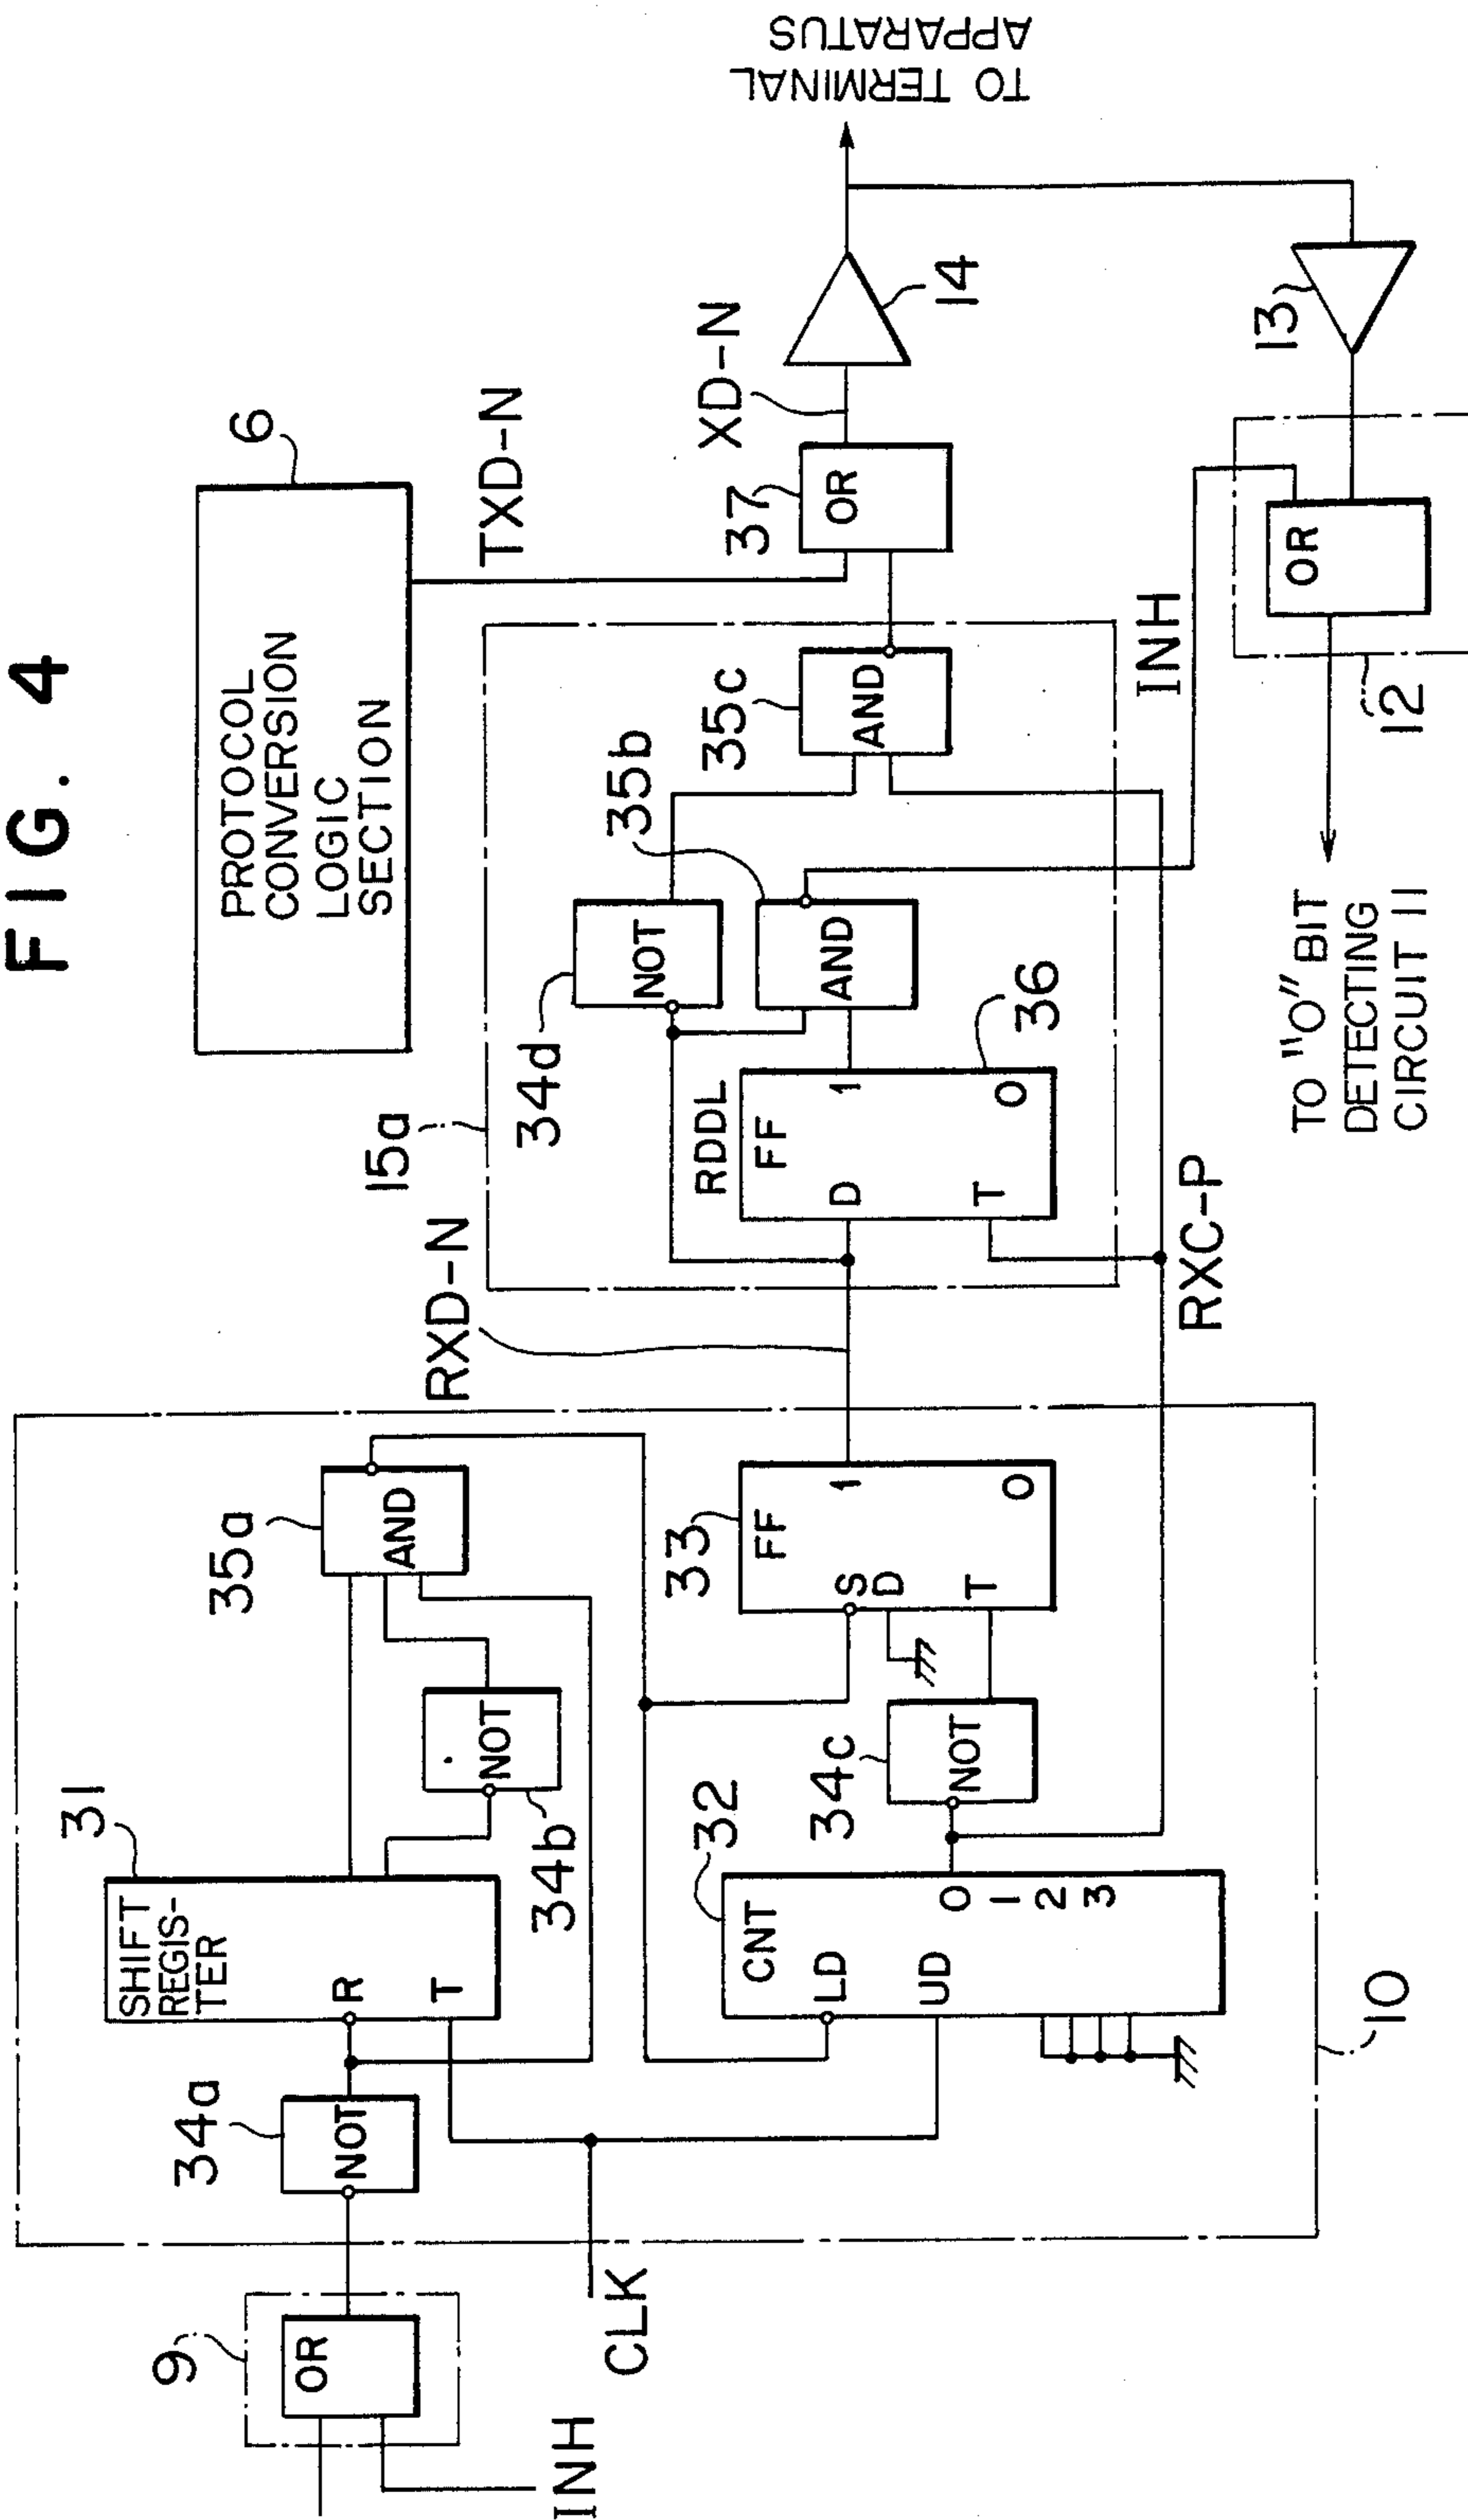 FIG. 4
PROTOCOL
CONVERSION
LOGIC
SECTION
6
TXD-N
9
OR
INH
CLK
34a
NOT
31
SHIFT
REGIS-
TER
R
T
34b
NOT
35a
AND
32
CNT
LD
UD
0
1
2
3
34c
NOT
33
FF
S
D
T
1
0
10
RXD-N
RXC-P
15a
34d
NOT
RDDL
FF
D
T
1
0
36
35b
AND
35c
AND
INH
37
OR
XD-N
14
TO TERMINAL
APPARATUS
13
OR
12
TO "0" BIT
DETECTING
CIRCUIT 11